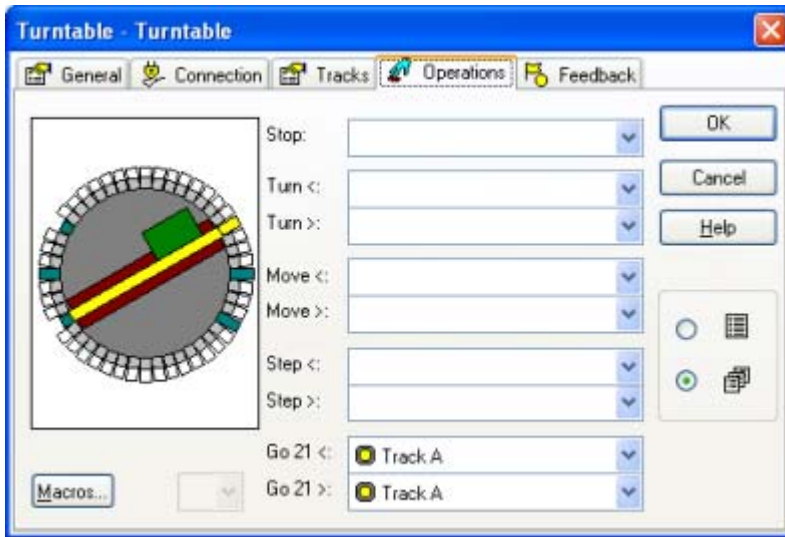 Turntable - Turntable
General Connection Tracks Operations Feedback
Stop:
OK
Turn <:
Cancel
Turn >:
Help
Move <:
Move >:
Step <:
Step >:
Go 21 <: Track A
Macros...
Go 21 >: Track A